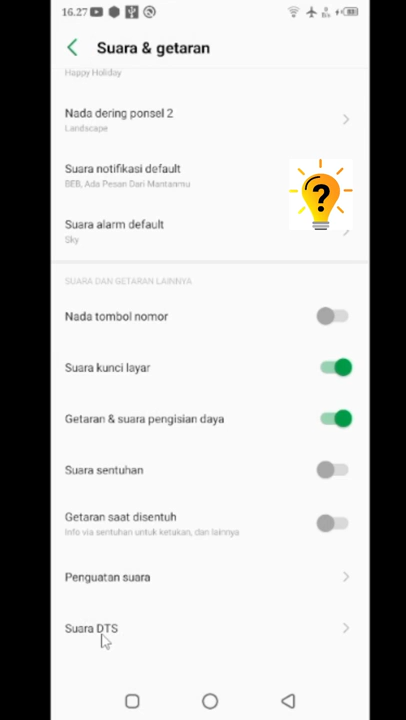 16.27
Suara & getaran
Happy Holiday
Nada dering ponsel 2
Landscape
Suara notifikasi default
BEB, Ada Pesan Dari Mantanmu
?
Suara alarm default
Sky
SUARA DAN GETARAN LAINNYA
Nada tombol nomor
Suara kunci layar
Getaran & suara pengisian daya
Suara sentuhan
Getaran saat disentuh
Info via sentuhan untuk ketukan, dan lainnya
Penguatan suara
Suara DTS